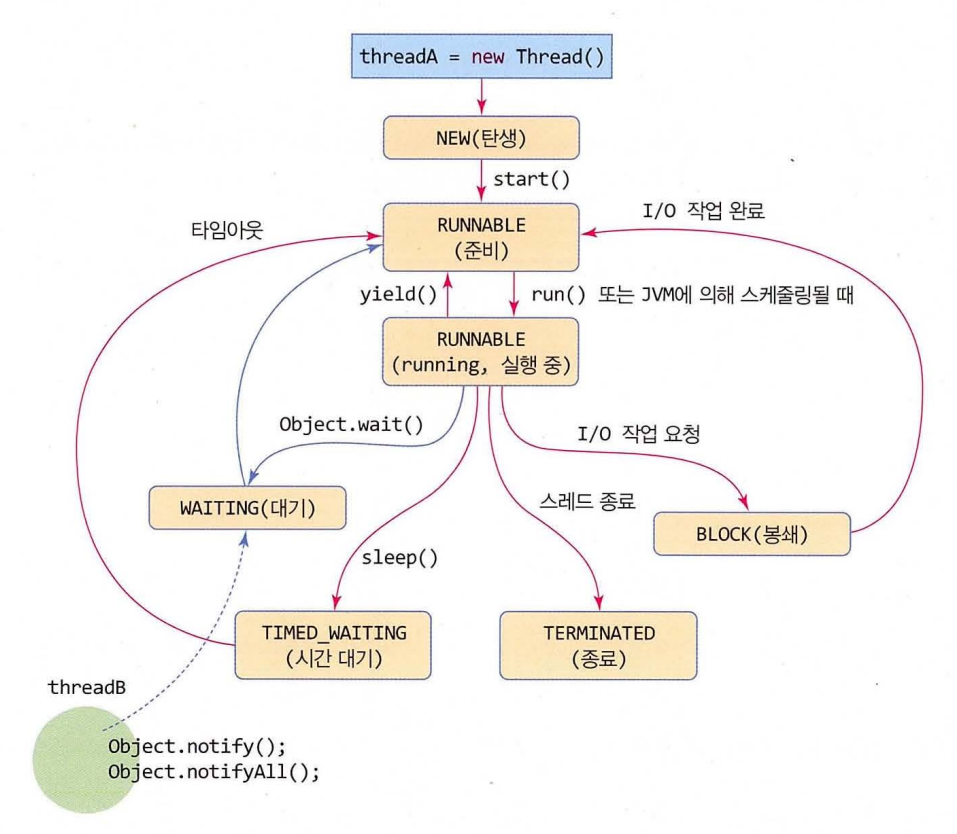 threadA = new Thread()
NEW(탄생)
start()
타임아웃
I/O 작업 완료
RUNNABLE
(준비)
yield()
run() 또는 JVM에 의해 스케줄링될 때
RUNNABLE
(running, 실행 중)
Object.wait()
I/O 작업 요청
WAITING(대기)
스레드 종료
BLOCK(봉쇄)
sleep()
TIMED_WAITING
(시간 대기)
TERMINATED
(종료)
threadB
Object.notify();
Object.notifyAll();